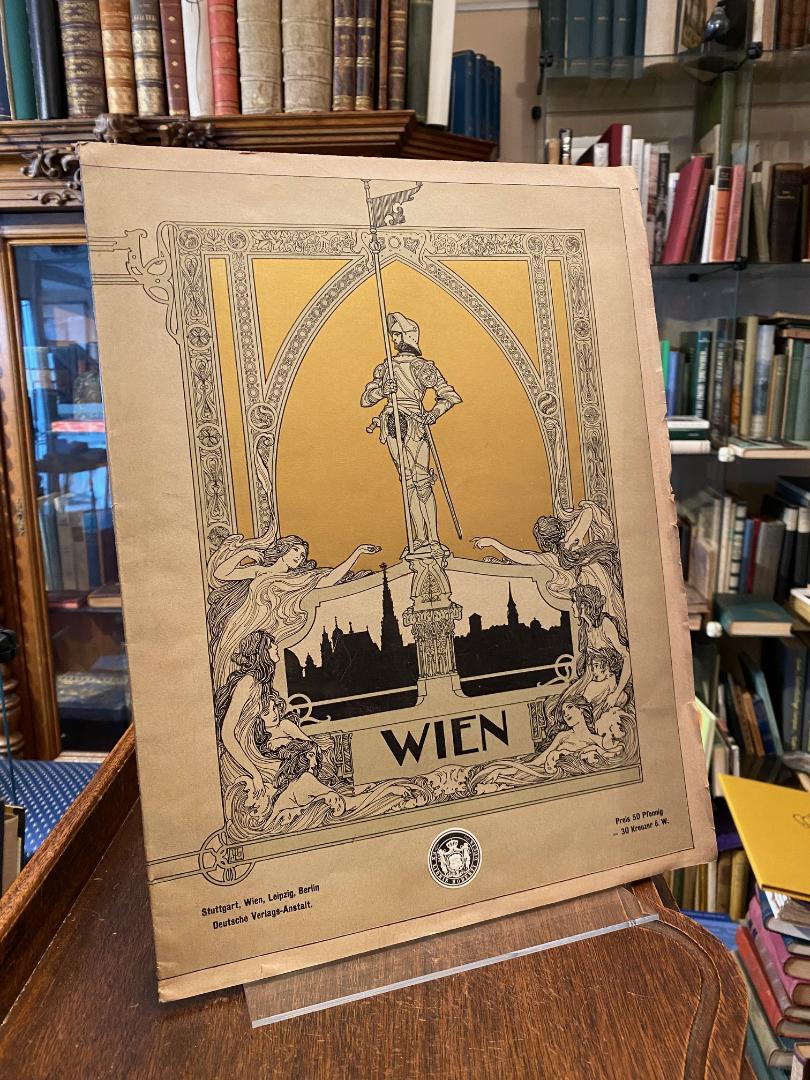 WIEN
Preis 50 Pfennig
= 30 Kreuzer ö. W.
Stuttgart, Wien, Leipzig, Berlin
Deutsche Verlags-Anstalt.